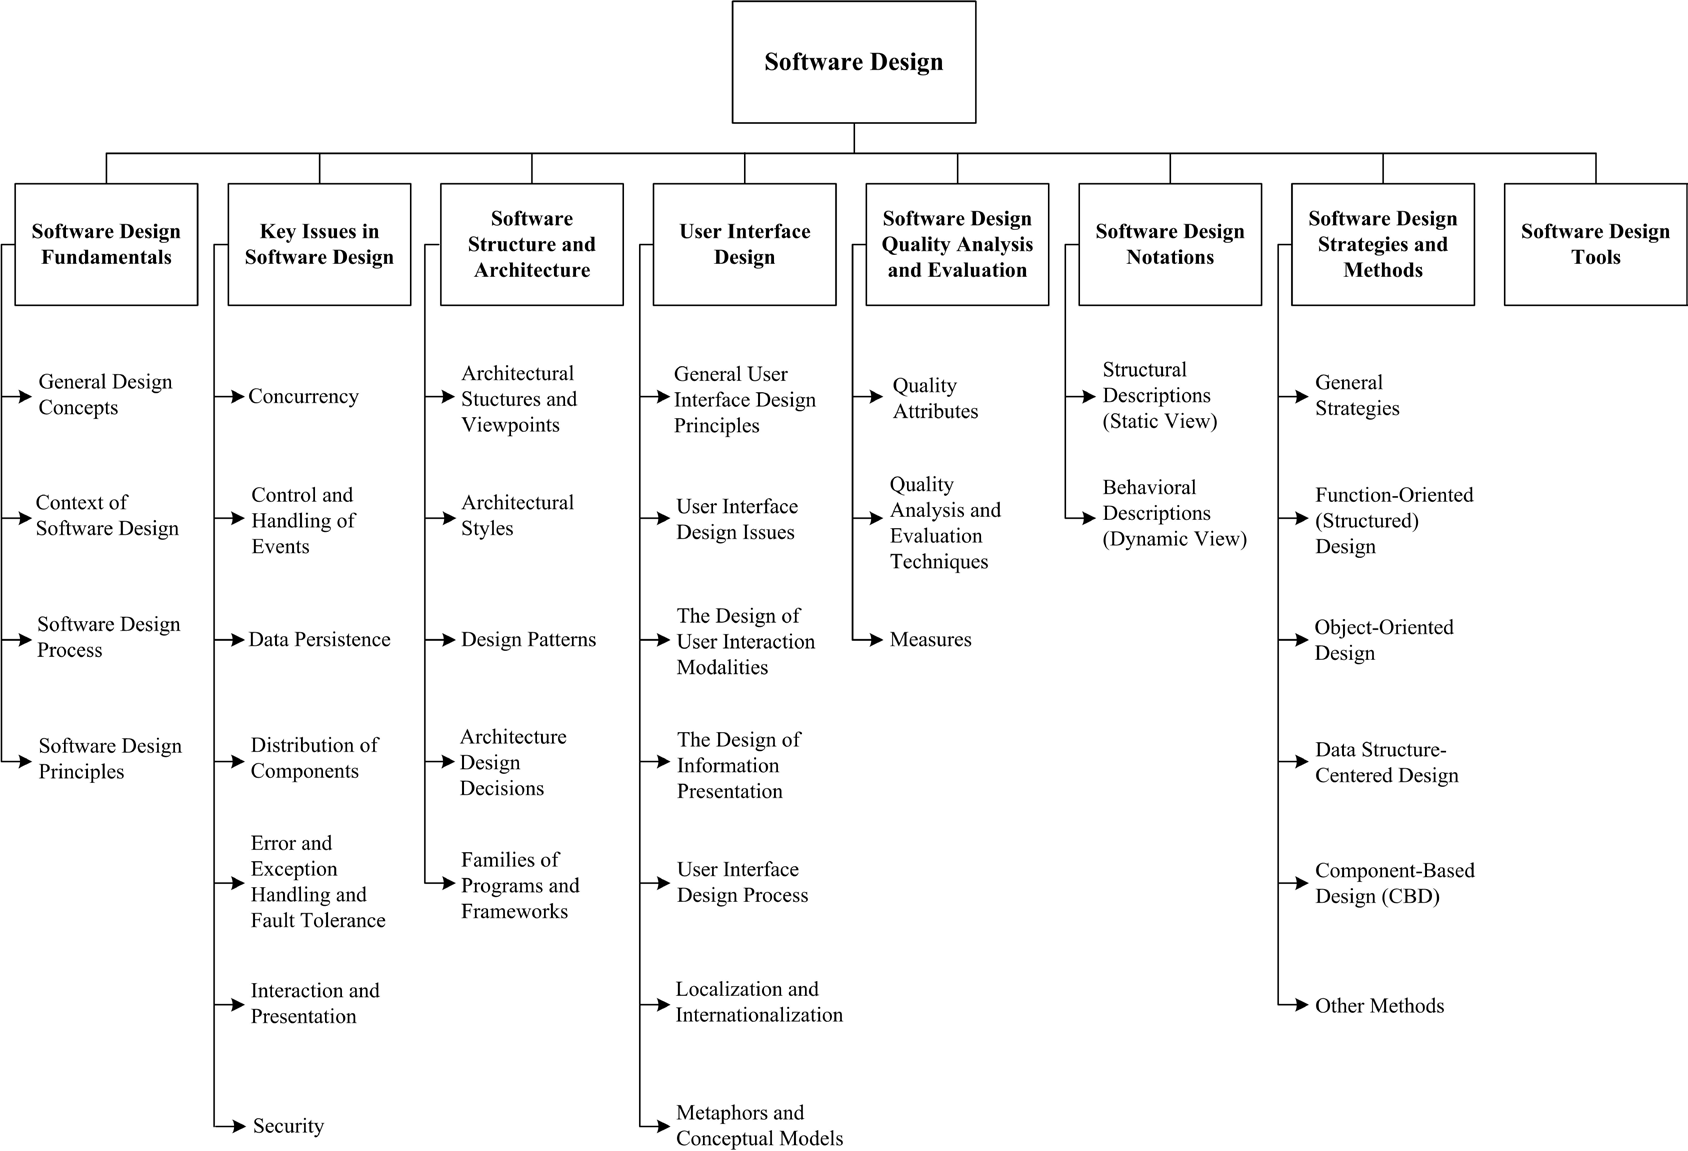 Software Design
Software Design
Fundamentals
General Design
Concepts
Context of
Software Design
Software Design
Process
Software Design
Principles
Key Issues in
Software Design
Concurrency
Control and
Handling of
Events
Data Persistence
Distribution of
Components
Error and
Exception
Handling and
Fault Tolerance
Interaction and
Presentation
Security
Software
Structure and
Architecture
Architectural
Stuctures and
Viewpoints
Architectural
Styles
Design Patterns
Architecture
Design
Decisions
Families of
Programs and
Frameworks
User Interface
Design
General User
Interface Design
Principles
User Interface
Design Issues
The Design of
User Interaction
Modalities
The Design of
Information
Presentation
User Interface
Design Process
Localization and
Internationalization
Metaphors and
Conceptual Models
Software Design
Quality Analysis
and Evaluation
Quality
Attributes
Quality
Analysis and
Evaluation
Techniques
Measures
Software Design
Notations
Structural
Descriptions
(Static View)
Behavioral
Descriptions
(Dynamic View)
Software Design
Strategies and
Methods
General
Strategies
Function-Oriented
(Structured)
Design
Object-Oriented
Design
Data Structure-
Centered Design
Component-Based
Design (CBD)
Other Methods
Software Design
Tools